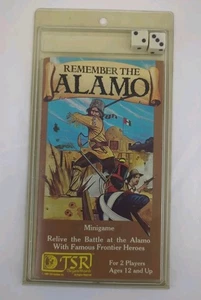 REMEMBER THE
ALAMO
Minigame
Relive the Battle at the Alamo
With Famous Frontier Heroes
TSR
For 2 Players
Ages 12 and Up